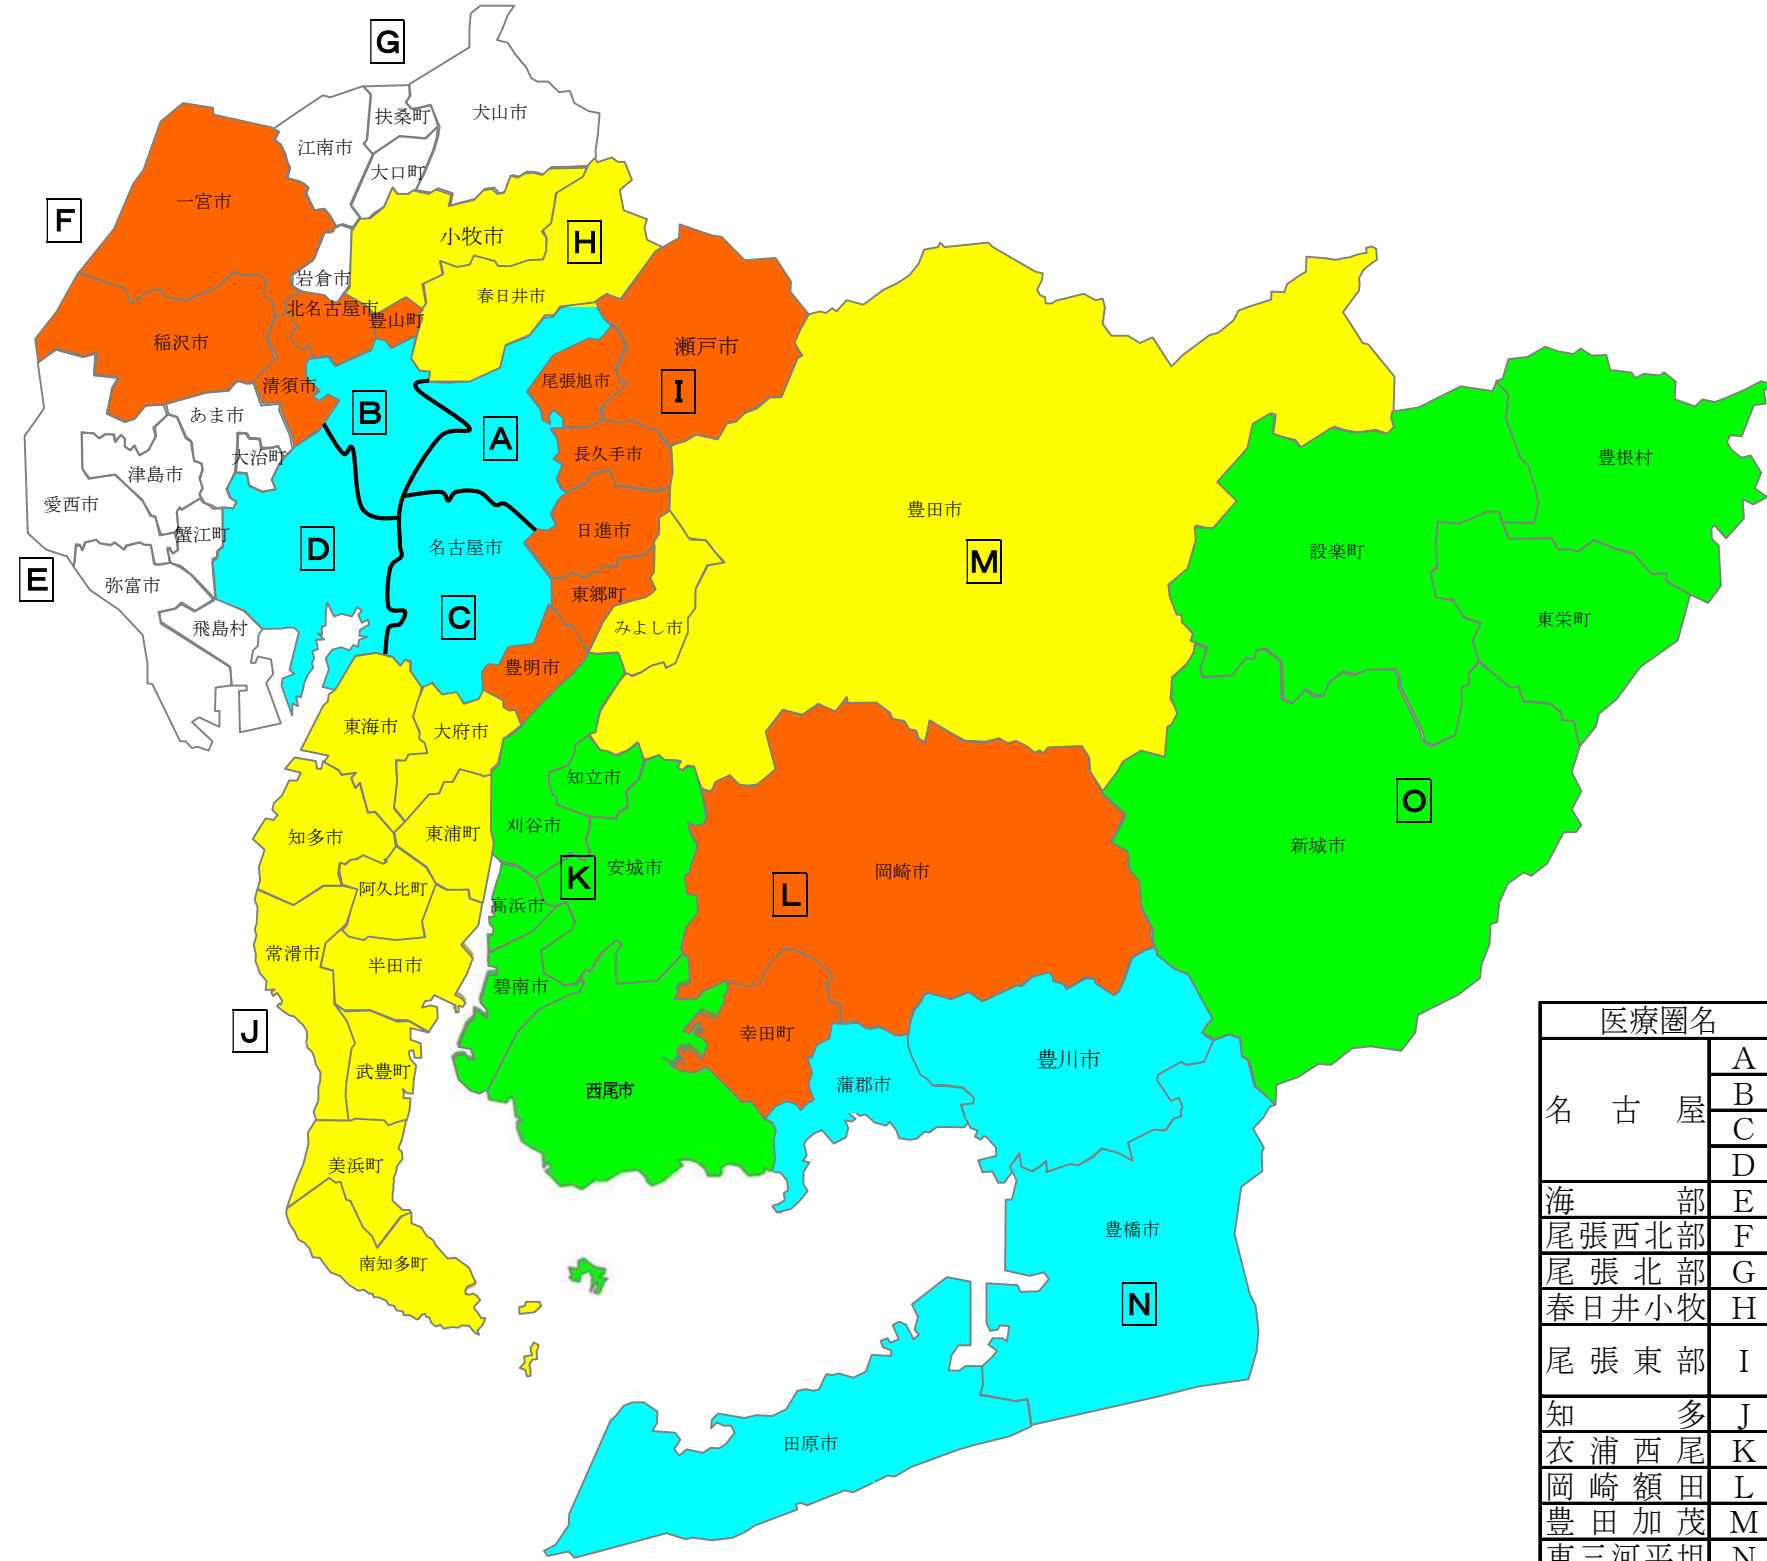 G
扶桑町
犬山市
江南市
大口町
一宮市
F
小牧市
H
岩倉市
春日井市
北名古屋市
豊山町
稲沢市
瀬戸市
尾張旭市
清須市
I
B
あま市
A
長久手市
大治町
豊根村
津島市
愛西市
豊田市
日進市
蟹江町
名古屋市
D
設楽町
M
E
弥富市
東郷町
C
東栄町
飛島村
みよし市
豊明市
東海市
大府市
知立市
O
刈谷市
東浦町
知多市
新城市
安城市
岡崎市
K
阿久比町
L
高浜市
常滑市
半田市
碧南市
J
幸田町
豊川市
武豊町
蒲郡市
西尾市
美浜町
豊橋市
南知多町
N
田原市
医療圏名
名古屋
A
B
C
D
海部 E
尾張西北部 F
尾張北部 G
春日井小牧 H
尾張東部 I
知多 J
衣浦西尾 K
岡崎額田 L
豊田加茂 M
東三河平坦 N